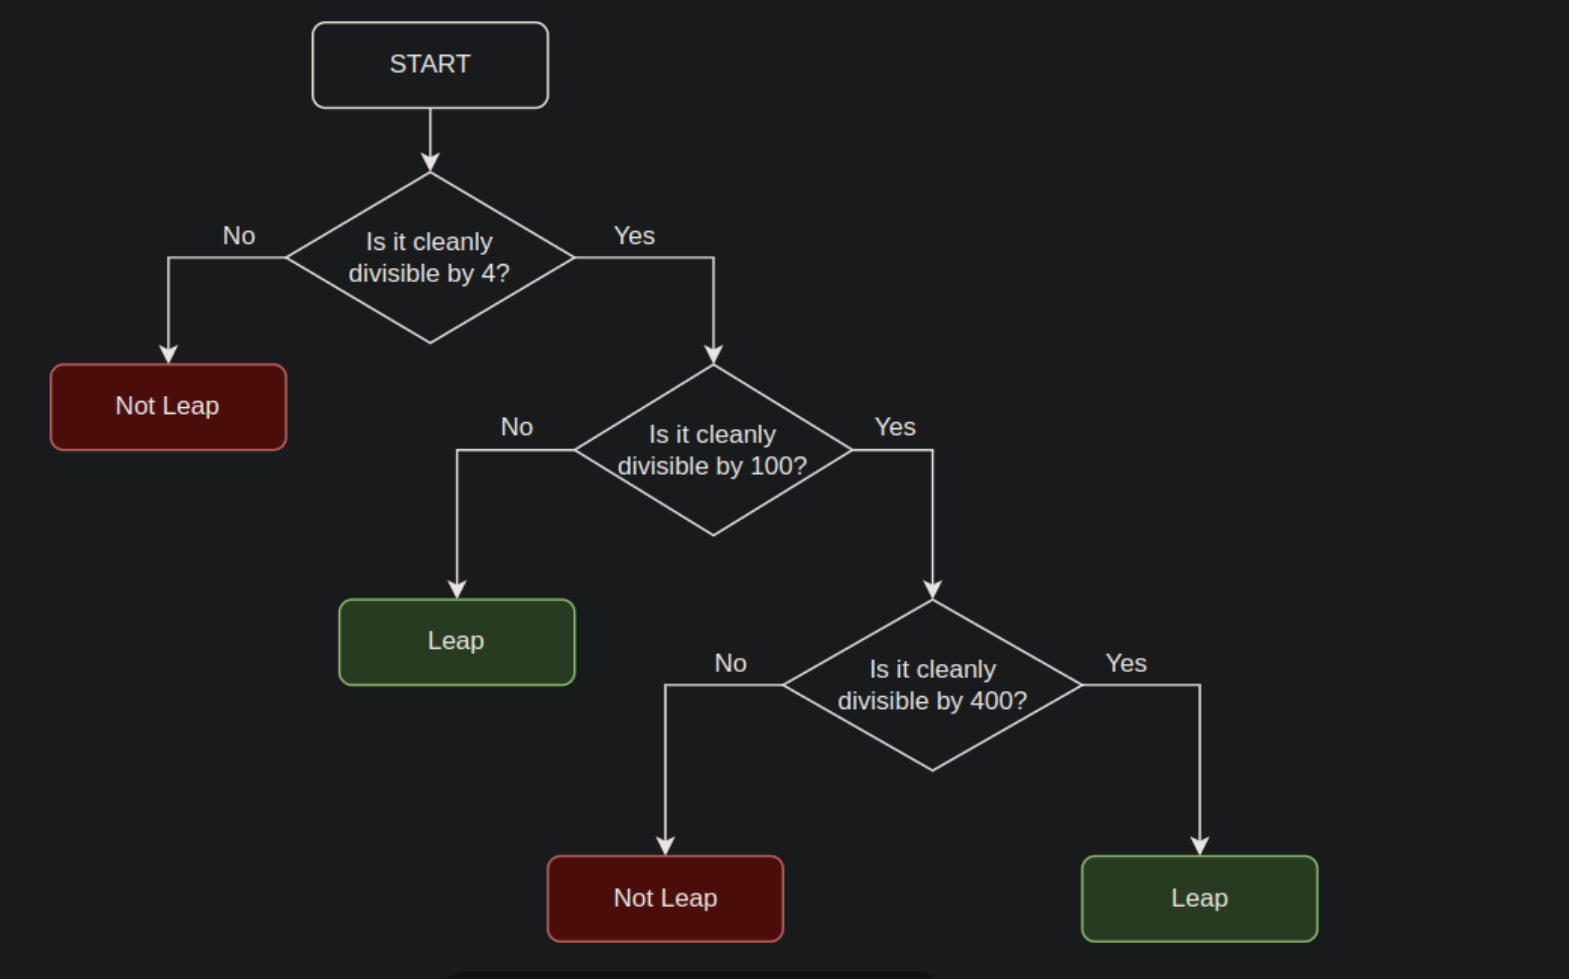 START
No
Yes
Is it cleanly
divisible by 4?
Not Leap
No
Yes
Is it cleanly
divisible by 100?
Leap
No
Yes
Is it cleanly
divisible by 400?
Not Leap
Leap